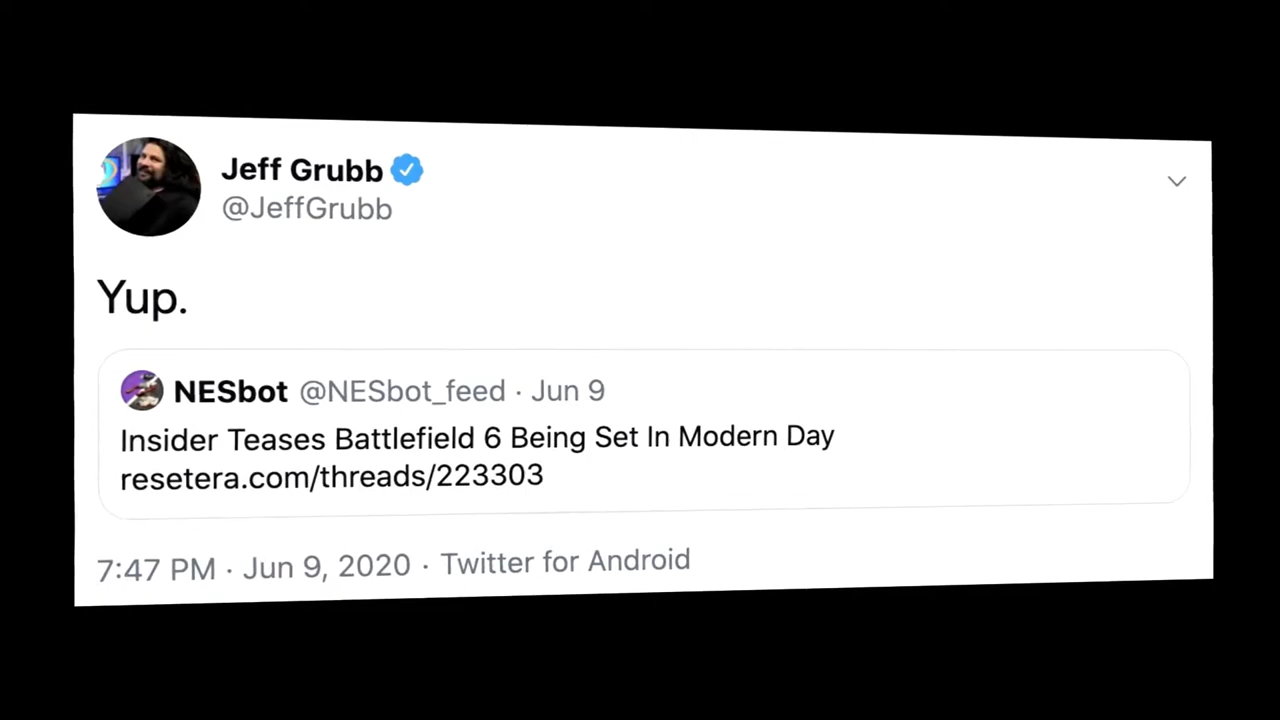 Jeff Grubb
@JeffGrubb
Yup.
NESbot @NESbot_feed · Jun 9
Insider Teases Battlefield 6 Being Set In Modern Day
resetera.com/threads/223303
7:47 PM · Jun 9, 2020 · Twitter for Android